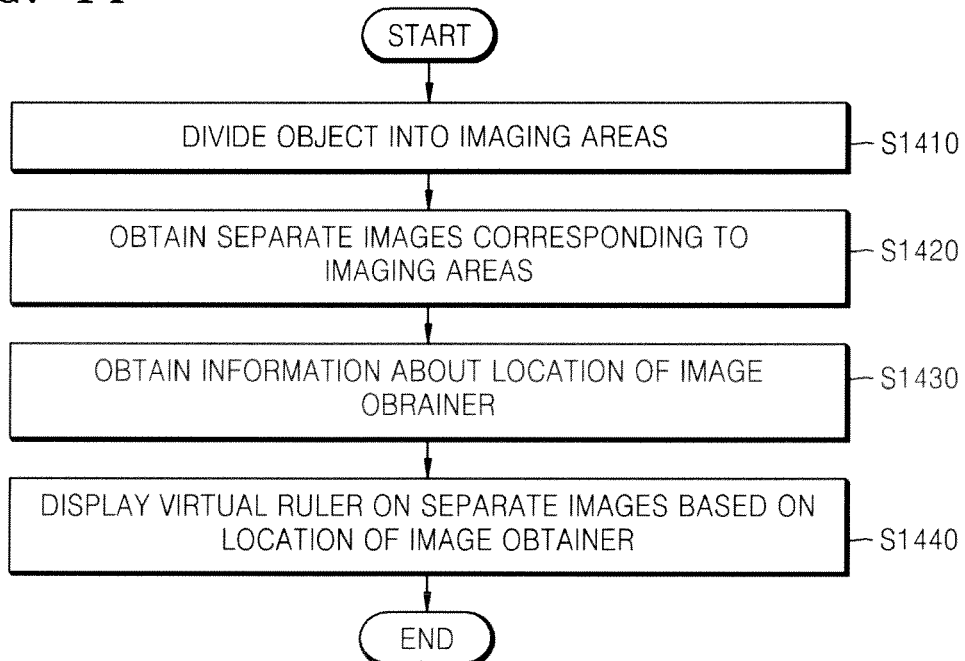 START
DIVIDE OBJECT INTO IMAGING AREAS
S1410
OBTAIN SEPARATE IMAGES CORRESPONDING TO
IMAGING AREAS
S1420
OBTAIN INFORMATION ABOUT LOCATION OF IMAGE
OBRAINER
S1430
DISPLAY VIRTUAL RULER ON SEPARATE IMAGES BASED ON
LOCATION OF IMAGE OBTAINER
S1440
END